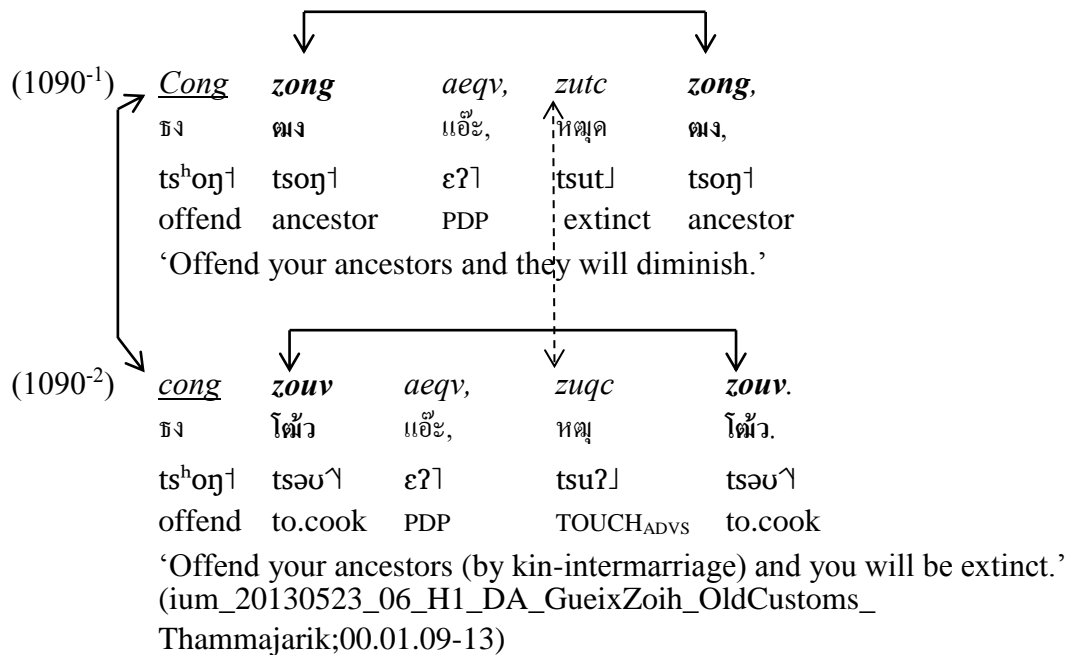 (1090-1) Cong zong aeqv, zutc zong,
ธง ฒง แอ๊ะ, หฒุด ฒง,
tsʰoŋ˧ tsoŋ˧ ɛʔ˥ tsut˩ tsoŋ˧
offend ancestor PDP extinct ancestor
‘Offend your ancestors and they will diminish.’
(1090-2) cong zouv aeqv, zuqc zouv.
ธง โฒ้ว แอ๊ะ, หฒุ โฒ้ว.
tsʰoŋ˧ tsəʊ˄˥ ɛʔ˥ tsuʔ˩ tsəʊ˄˥
offend to.cook PDP TOUCHADVS to.cook
‘Offend your ancestors (by kin-intermarriage) and you will be extinct.’
(ium_20130523_06_H1_DA_GueixZoih_OldCustoms_
Thammajarik;00.01.09-13)